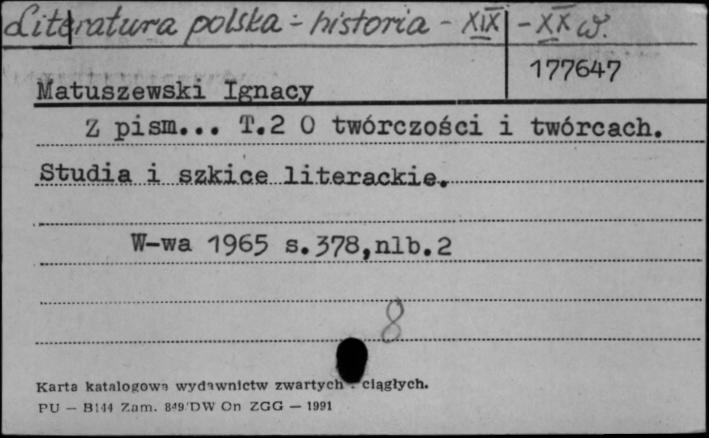 Literatura polska - historia - XIX - XX w.
177647
Matuszewski Ignacy
Z pism... T.2 O twórczości i twórcach.
Studia i szkice literackie.
W-wa 1965 s.378,nlb.2
8
Karta katalogowa wydawnictw zwartych i ciągłych.
PU — B144 Zam. 849/DW On ZGG — 1991